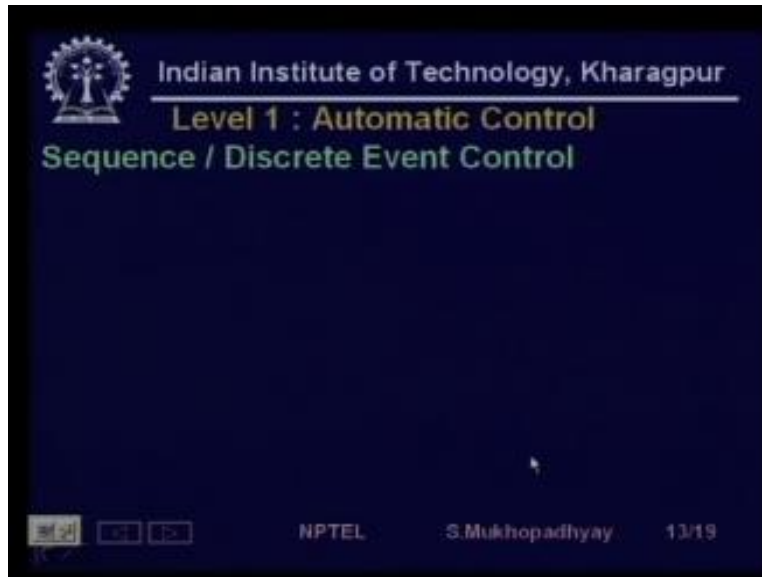 Indian Institute of Technology, Kharagpur
Level 1 : Automatic Control
Sequence / Discrete Event Control
NPTEL S.Mukhopadhyay 13/19